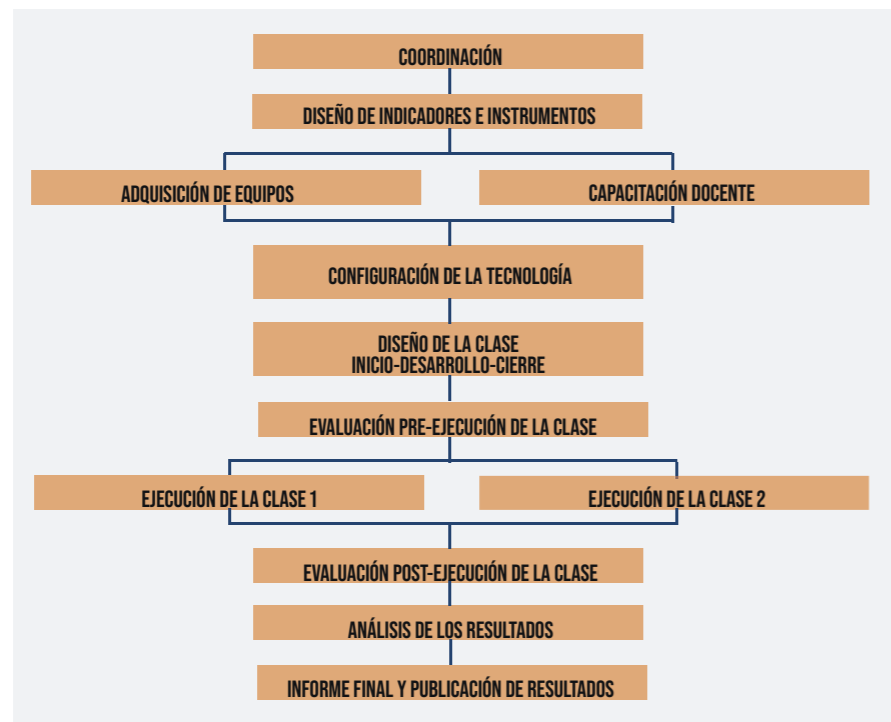 COORDINACIÓN
DISEÑO DE INDICADORES E INSTRUMENTOS
ADQUISICIÓN DE EQUIPOS
CAPACITACIÓN DOCENTE
CONFIGURACIÓN DE LA TECNOLOGÍA
DISEÑO DE LA CLASE
INICIO-DESARROLLO-CIERRE
EVALUACIÓN PRE-EJECUCIÓN DE LA CLASE
EJECUCIÓN DE LA CLASE 1
EJECUCIÓN DE LA CLASE 2
EVALUACIÓN POST-EJECUCIÓN DE LA CLASE
ANÁLISIS DE LOS RESULTADOS
INFORME FINAL Y PUBLICACIÓN DE RESULTADOS